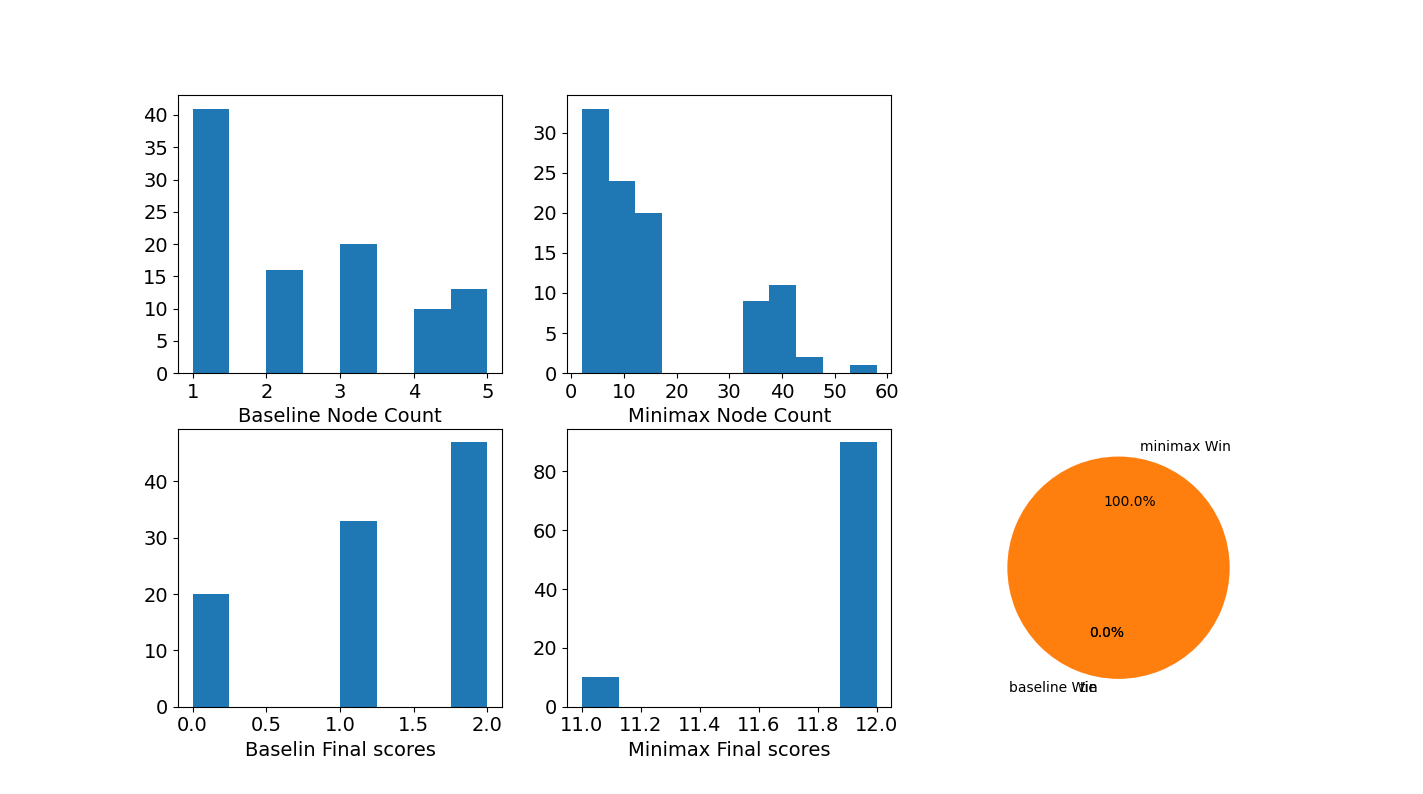 40
35
30
25
20
15
10
5
0
1 2 3 4 5
Baseline Node Count
30
25
20
15
10
5
0
0 10 20 30 40 50 60
Minimax Node Count
40
30
20
10
0
0.0 0.5 1.0 1.5 2.0
Baselin Final scores
80
60
40
20
0
11.0 11.2 11.4 11.6 11.8 12.0
Minimax Final scores
minimax Win
100.0%
0.0%
baseline Win
tie